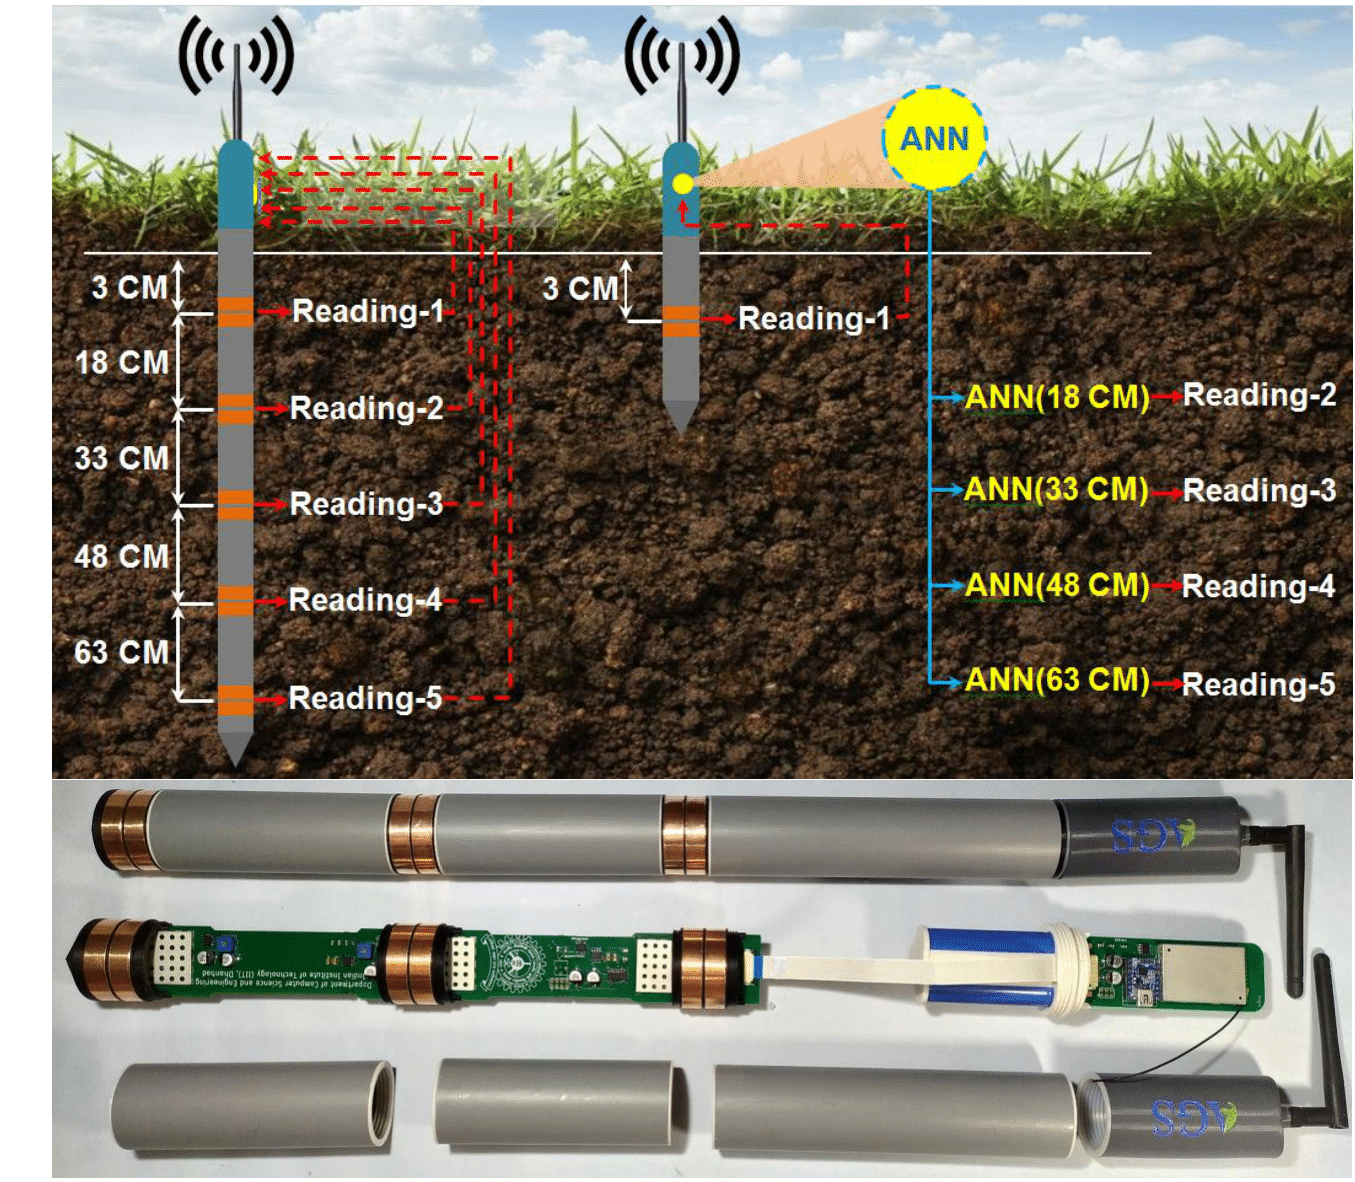 ANN
3 CM
Reading-1
18 CM
Reading-2
33 CM
Reading-3
48 CM
Reading-4
63 CM
Reading-5
3 CM
Reading-1
ANN(18 CM)
Reading-2
ANN(33 CM)
Reading-3
ANN(48 CM)
Reading-4
ANN(63 CM)
Reading-5
AGS
Department of Computer Science and Engineering
Indian Institute of Technology (IIT), Dhanbad
AGS